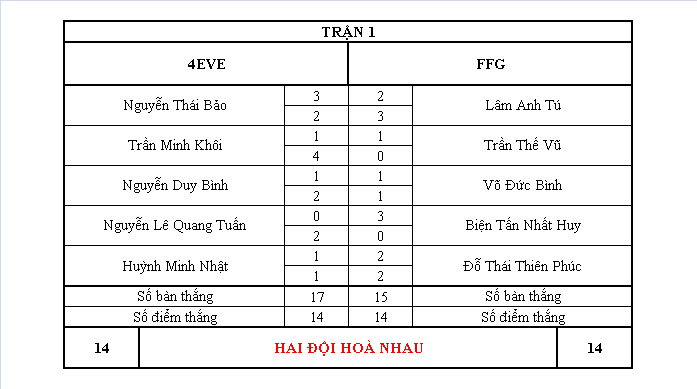 TRẬN 1
4EVE FFG
Nguyễn Thái Bảo 3 2 Lâm Anh Tú
2 3
Trần Minh Khôi 1 1 Trần Thế Vũ
4 0
Nguyễn Duy Bình 1 1 Võ Đức Bình
2 1
Nguyễn Lê Quang Tuấn 0 3 Biện Tấn Nhất Huy
2 0
Huỳnh Minh Nhật 1 2 Đỗ Thái Thiên Phúc
1 2
Số bàn thắng 17 15 Số bàn thắng
Số điểm thắng 14 14 Số điểm thắng
14 HAI ĐỘI HOÀ NHAU 14